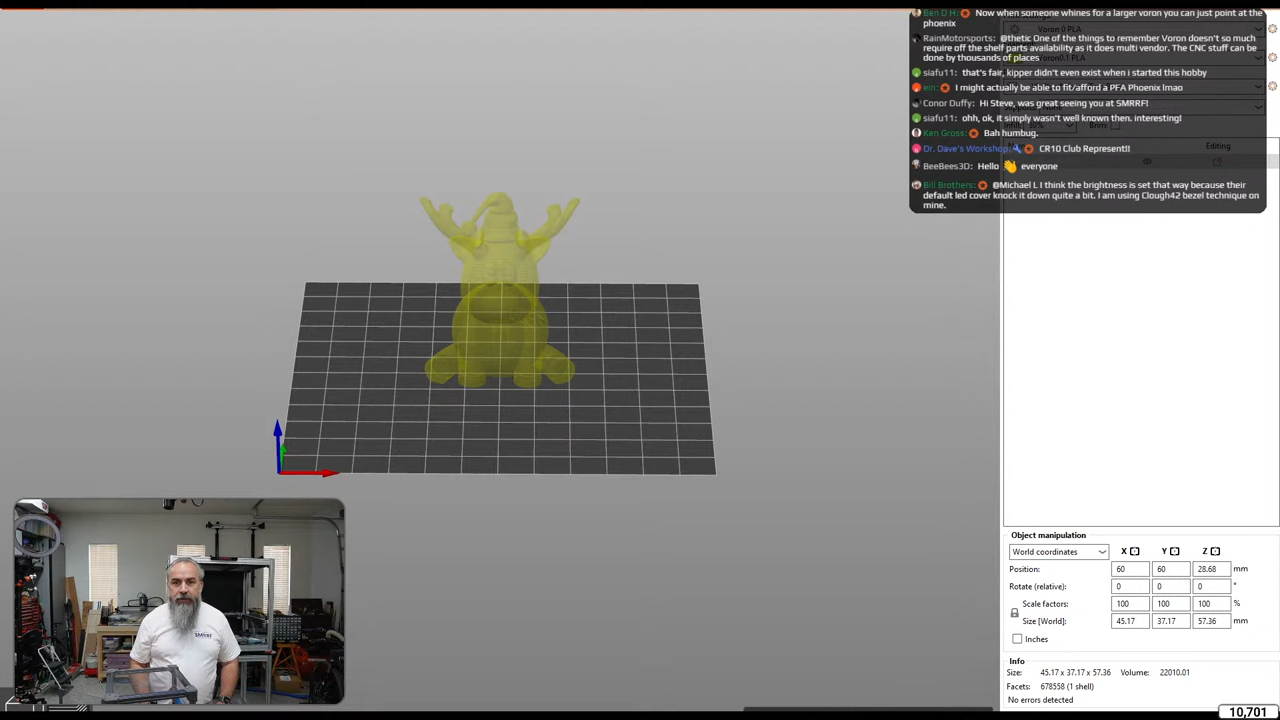 Ben D H: Now when someone whines for a larger voron you can just point at the
phoenix
RainMotorsports: @thetic One of the things to remember Voron doesn't so much
require off the shelf parts availability as it does multi vendor. The CNC stuff can be
done by thousands of places
siafu11: that's fair, kipper didn't even exist when i started this hobby
ein: I might actually be able to fit/afford a PFA Phoenix lmao
Conor Duffy: Hi Steve, was great seeing you at SMRRF!
siafu11: ohh, ok, it simply wasn't well known then. interesting!
Ken Gross: Bah humbug.
Dr. Dave's Workshop: CR10 Club Represent!!
BeeBees3D: Hello 👋 everyone
Bill Brothers: @Michael L I think the brightness is set that way because their
default led cover knock it down quite a bit. I am using Clough42 bezel technique on
mine.
Voron 0 PLA
Editing
Object manipulation
World coordinates X Y Z
Position: 60 60 28.68 mm
Rotate (relative): 0 0 0 °
Scale factors: 100 100 100 %
Size [World]: 45.17 37.17 57.36 mm
Inches
Info
Size: 45.17 x 37.17 x 57.36 Volume: 22010.01
Facets: 678558 (1 shell)
No errors detected
10,701
SMRRF